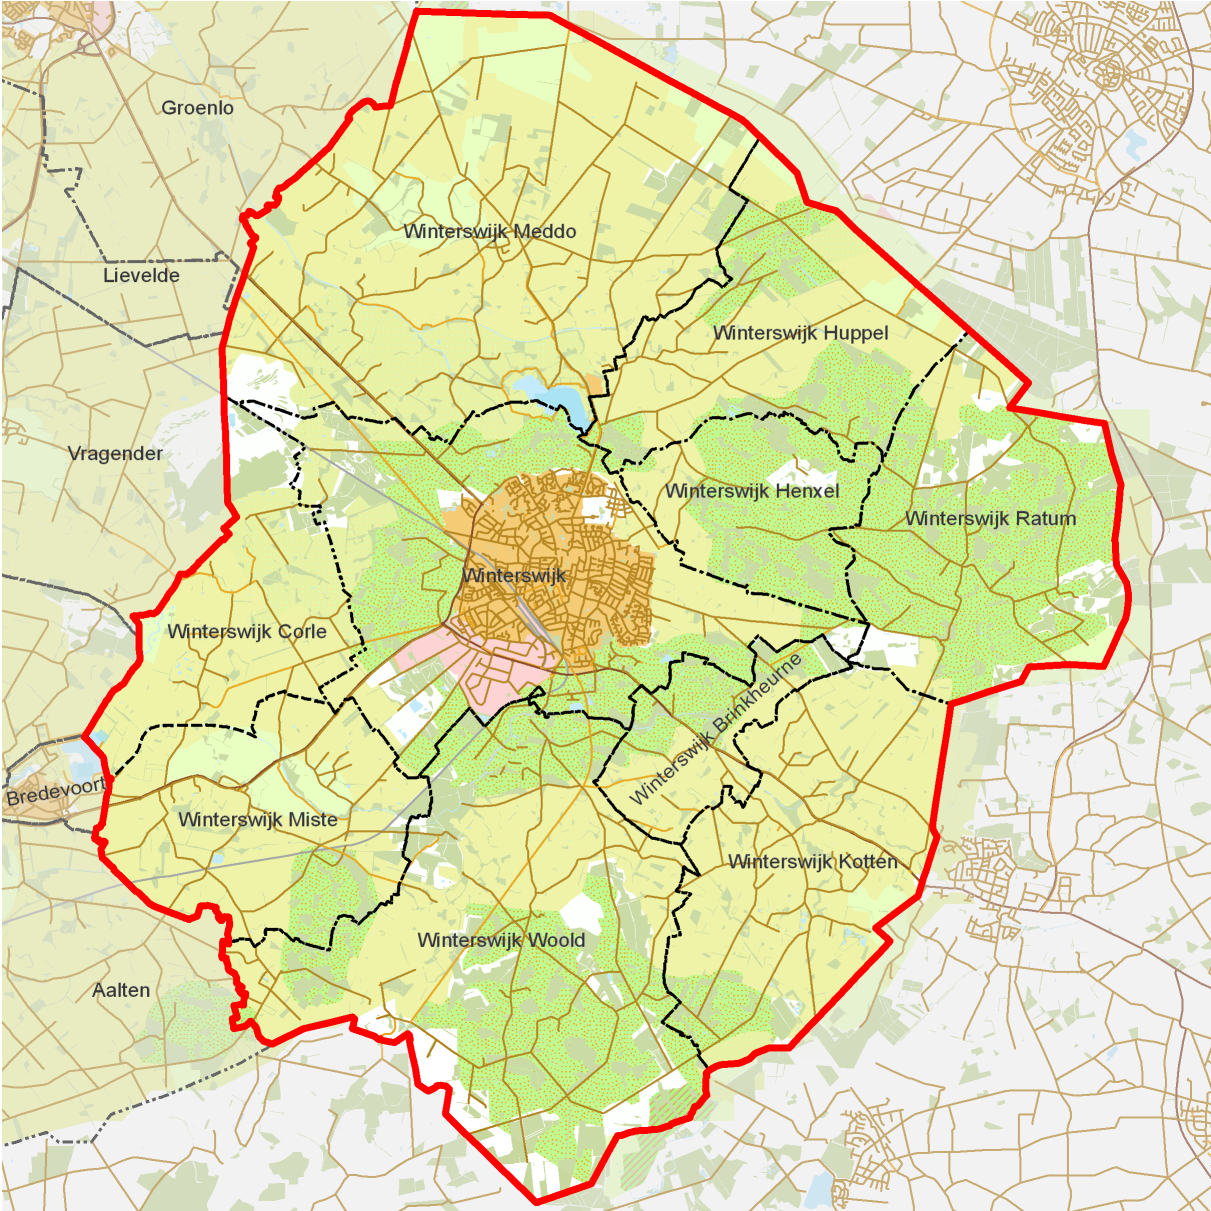 Groenlo
Winterswijk Meddo
Lievelde
Winterswijk Huppel
Vragender
Winterswijk Henxel
Winterswijk Ratum
Winterswijk
Winterswijk Corle
Winterswijk Brinkheurne
Bredevoort
Winterswijk Miste
Winterswijk Kotten
Winterswijk Woold
Aalten